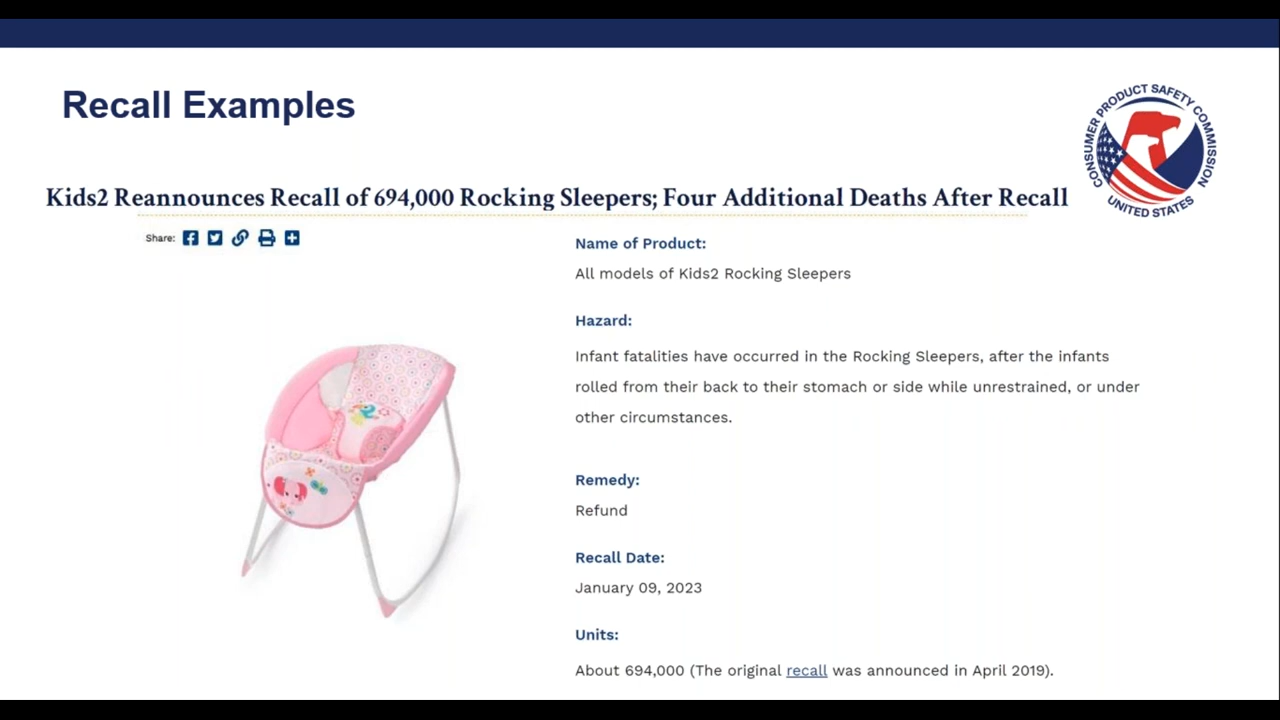 Recall Examples
CONSUMER PRODUCT SAFETY COMMISSION
UNITED STATES
Kids2 Reannounces Recall of 694,000 Rocking Sleepers; Four Additional Deaths After Recall
Share:
Name of Product:
All models of Kids2 Rocking Sleepers
Hazard:
Infant fatalities have occurred in the Rocking Sleepers, after the infants
rolled from their back to their stomach or side while unrestrained, or under
other circumstances.
Remedy:
Refund
Recall Date:
January 09, 2023
Units:
About 694,000 (The original recall was announced in April 2019).